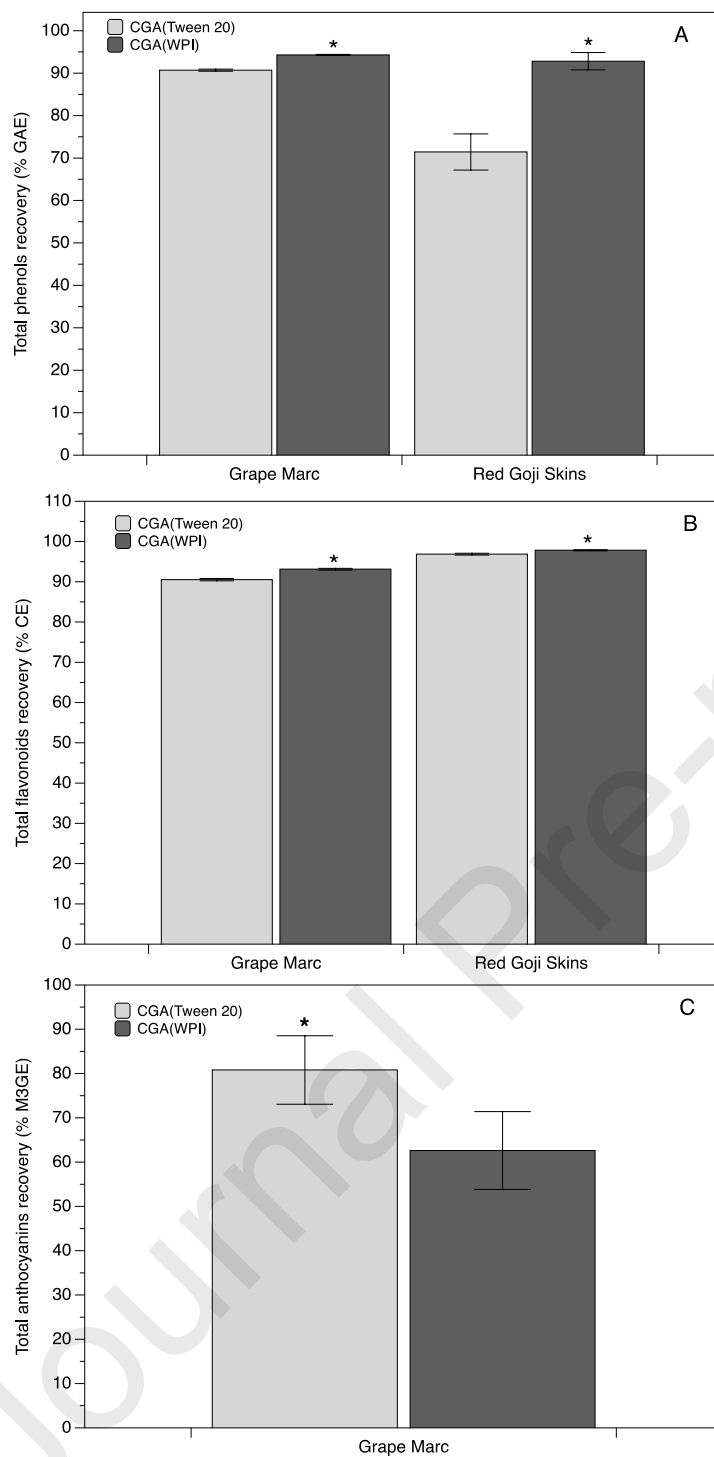 CGA(Tween 20)
CGA(WPI)
A
*
*
Total phenols recovery (% GAE)
100
90
80
70
60
50
40
30
20
10
0
Grape Marc
Red Goji Skins
CGA(Tween 20)
CGA(WPI)
B
*
*
Total flavonoids recovery (% CE)
110
100
90
80
70
60
50
40
30
20
10
0
Grape Marc
Red Goji Skins
CGA(Tween 20)
CGA(WPI)
C
*
Total anthocyanins recovery (% M3GE)
100
90
80
70
60
50
40
30
20
10
0
Grape Marc
Journal Pre-